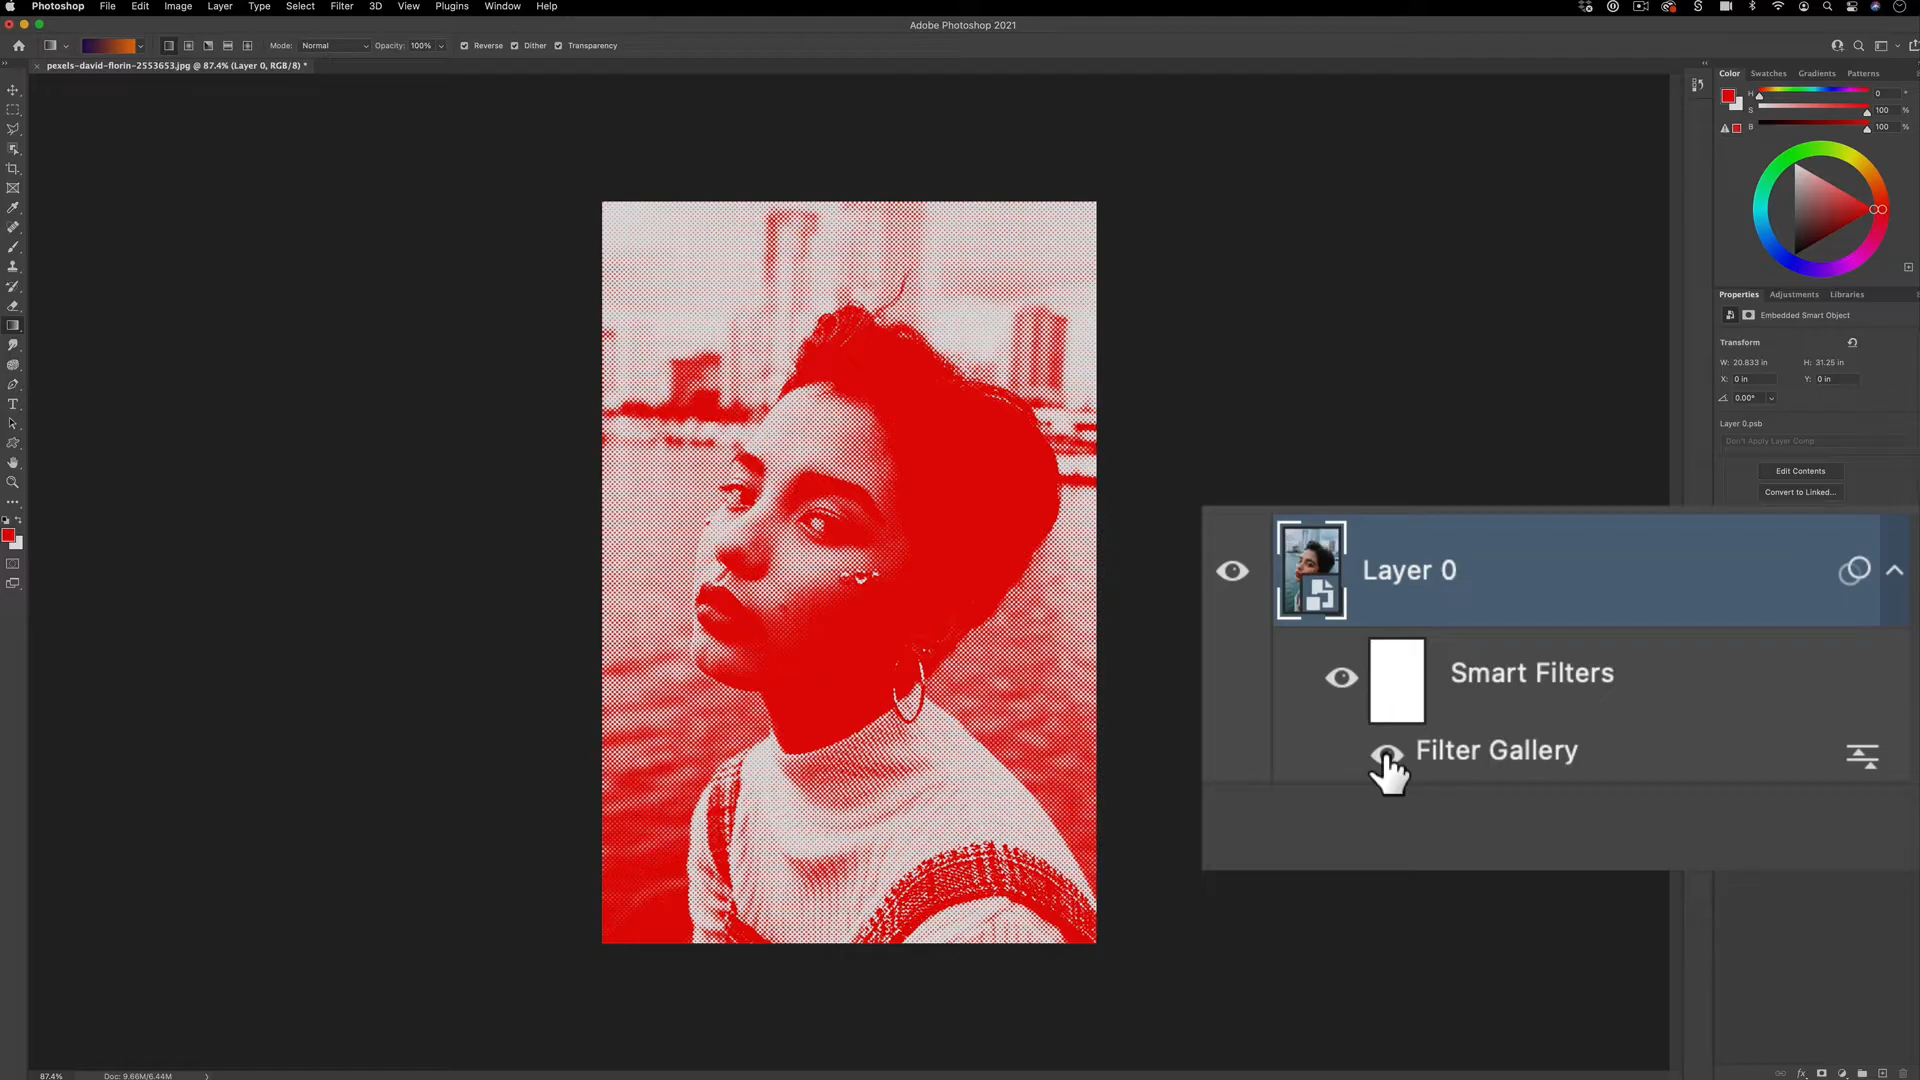 Photoshop File Edit Image Layer Type Select Filter 3D View Plugins Window Help
Adobe Photoshop 2021
Mode: Normal Opacity: 100% Reverse Dither Transparency
pexels-david-florin-2553653.jpg @ 87.4% (Layer 0, RGB/8) *
Color Swatches Gradients Patterns
H 0 °
S 100 %
B 100 %
Properties Adjustments Libraries
Embedded Smart Object
Transform
W: 20.833 in H: 31.25 in
X: 0 in Y: 0 in
0.00°
Layer 0.psb
Don't Apply Layer Comp
Edit Contents
Convert to Linked...
Layer 0
Smart Filters
Filter Gallery
87.4% Doc: 9.66M/6.44M
fx